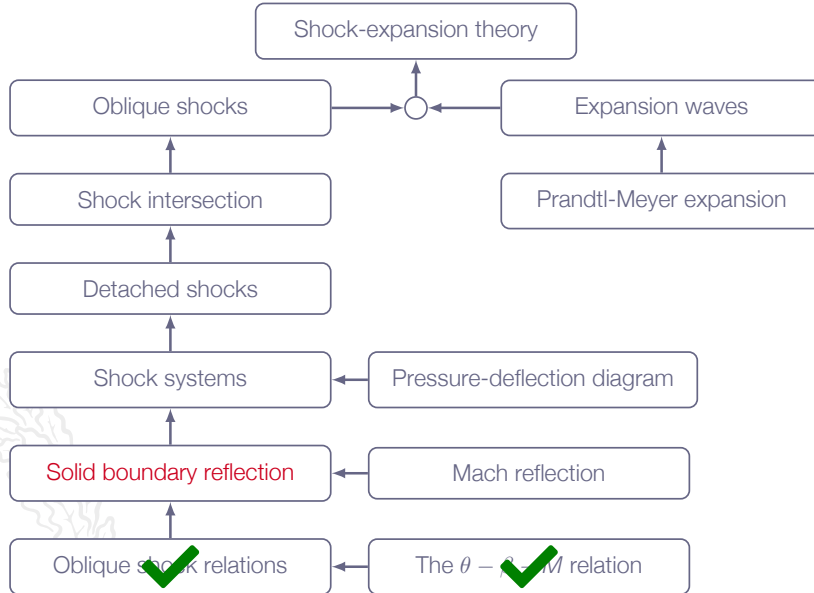 Shock-expansion theory
Oblique shocks
Expansion waves
Shock intersection
Prandtl-Meyer expansion
Detached shocks
Shock systems
Pressure-deflection diagram
Solid boundary reflection
Mach reflection
Oblique shock relations
The θ − β − M relation